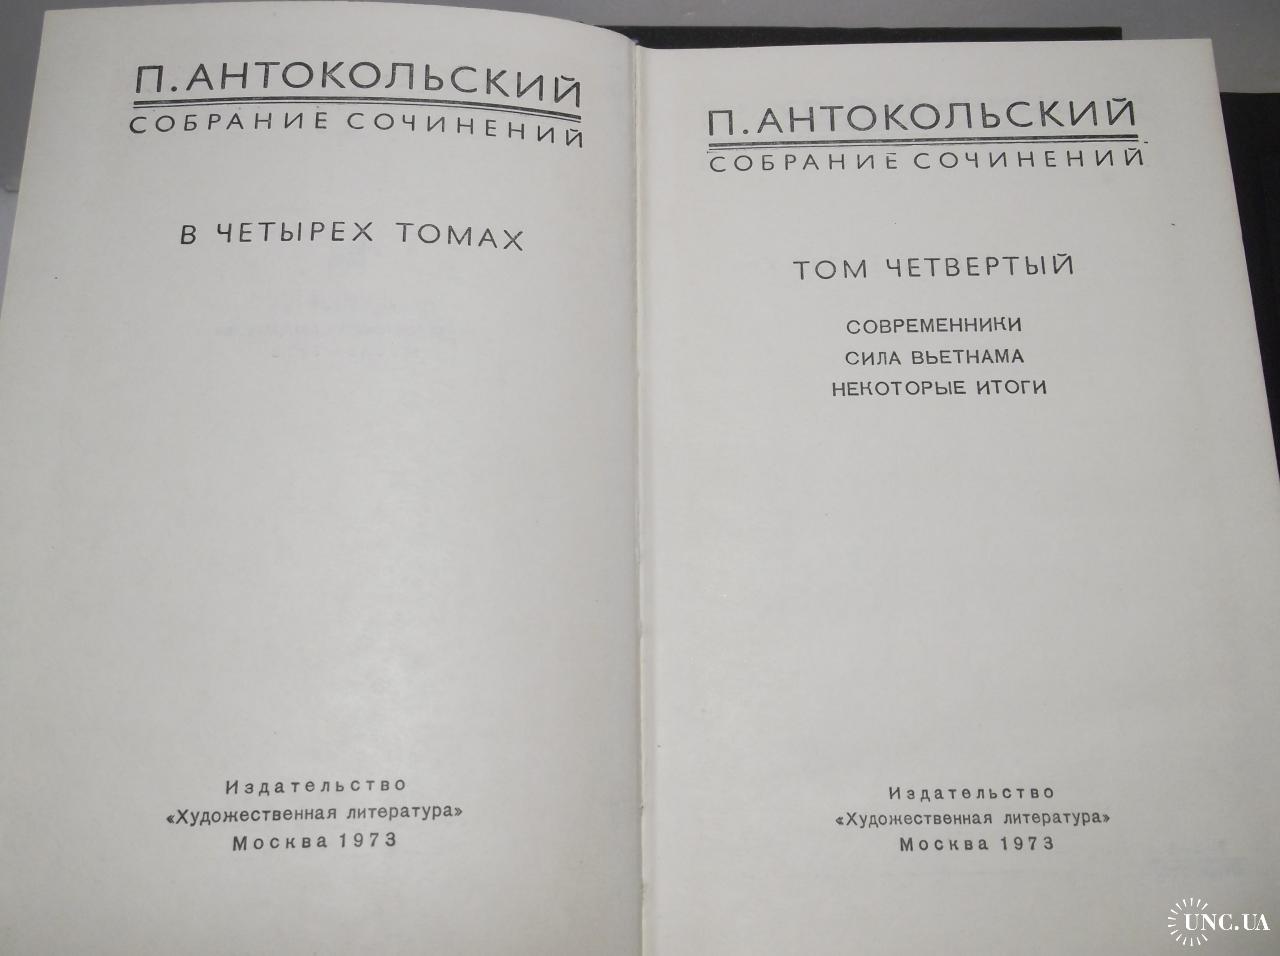 П. АНТОКОЛЬСКИЙ
СОБРАНИЕ СОЧИНЕНИЙ
В ЧЕТЫРЕХ ТОМАХ
Издательство
«Художественная литература»
Москва 1973
П. АНТОКОЛЬСКИЙ
СОБРАНИЕ СОЧИНЕНИЙ
ТОМ ЧЕТВЕРТЫЙ
СОВРЕМЕННИКИ
СИЛА ВЬЕТНАМА
НЕКОТОРЫЕ ИТОГИ
Издательство
«Художественная литература»
Москва 1973
UNC.UA